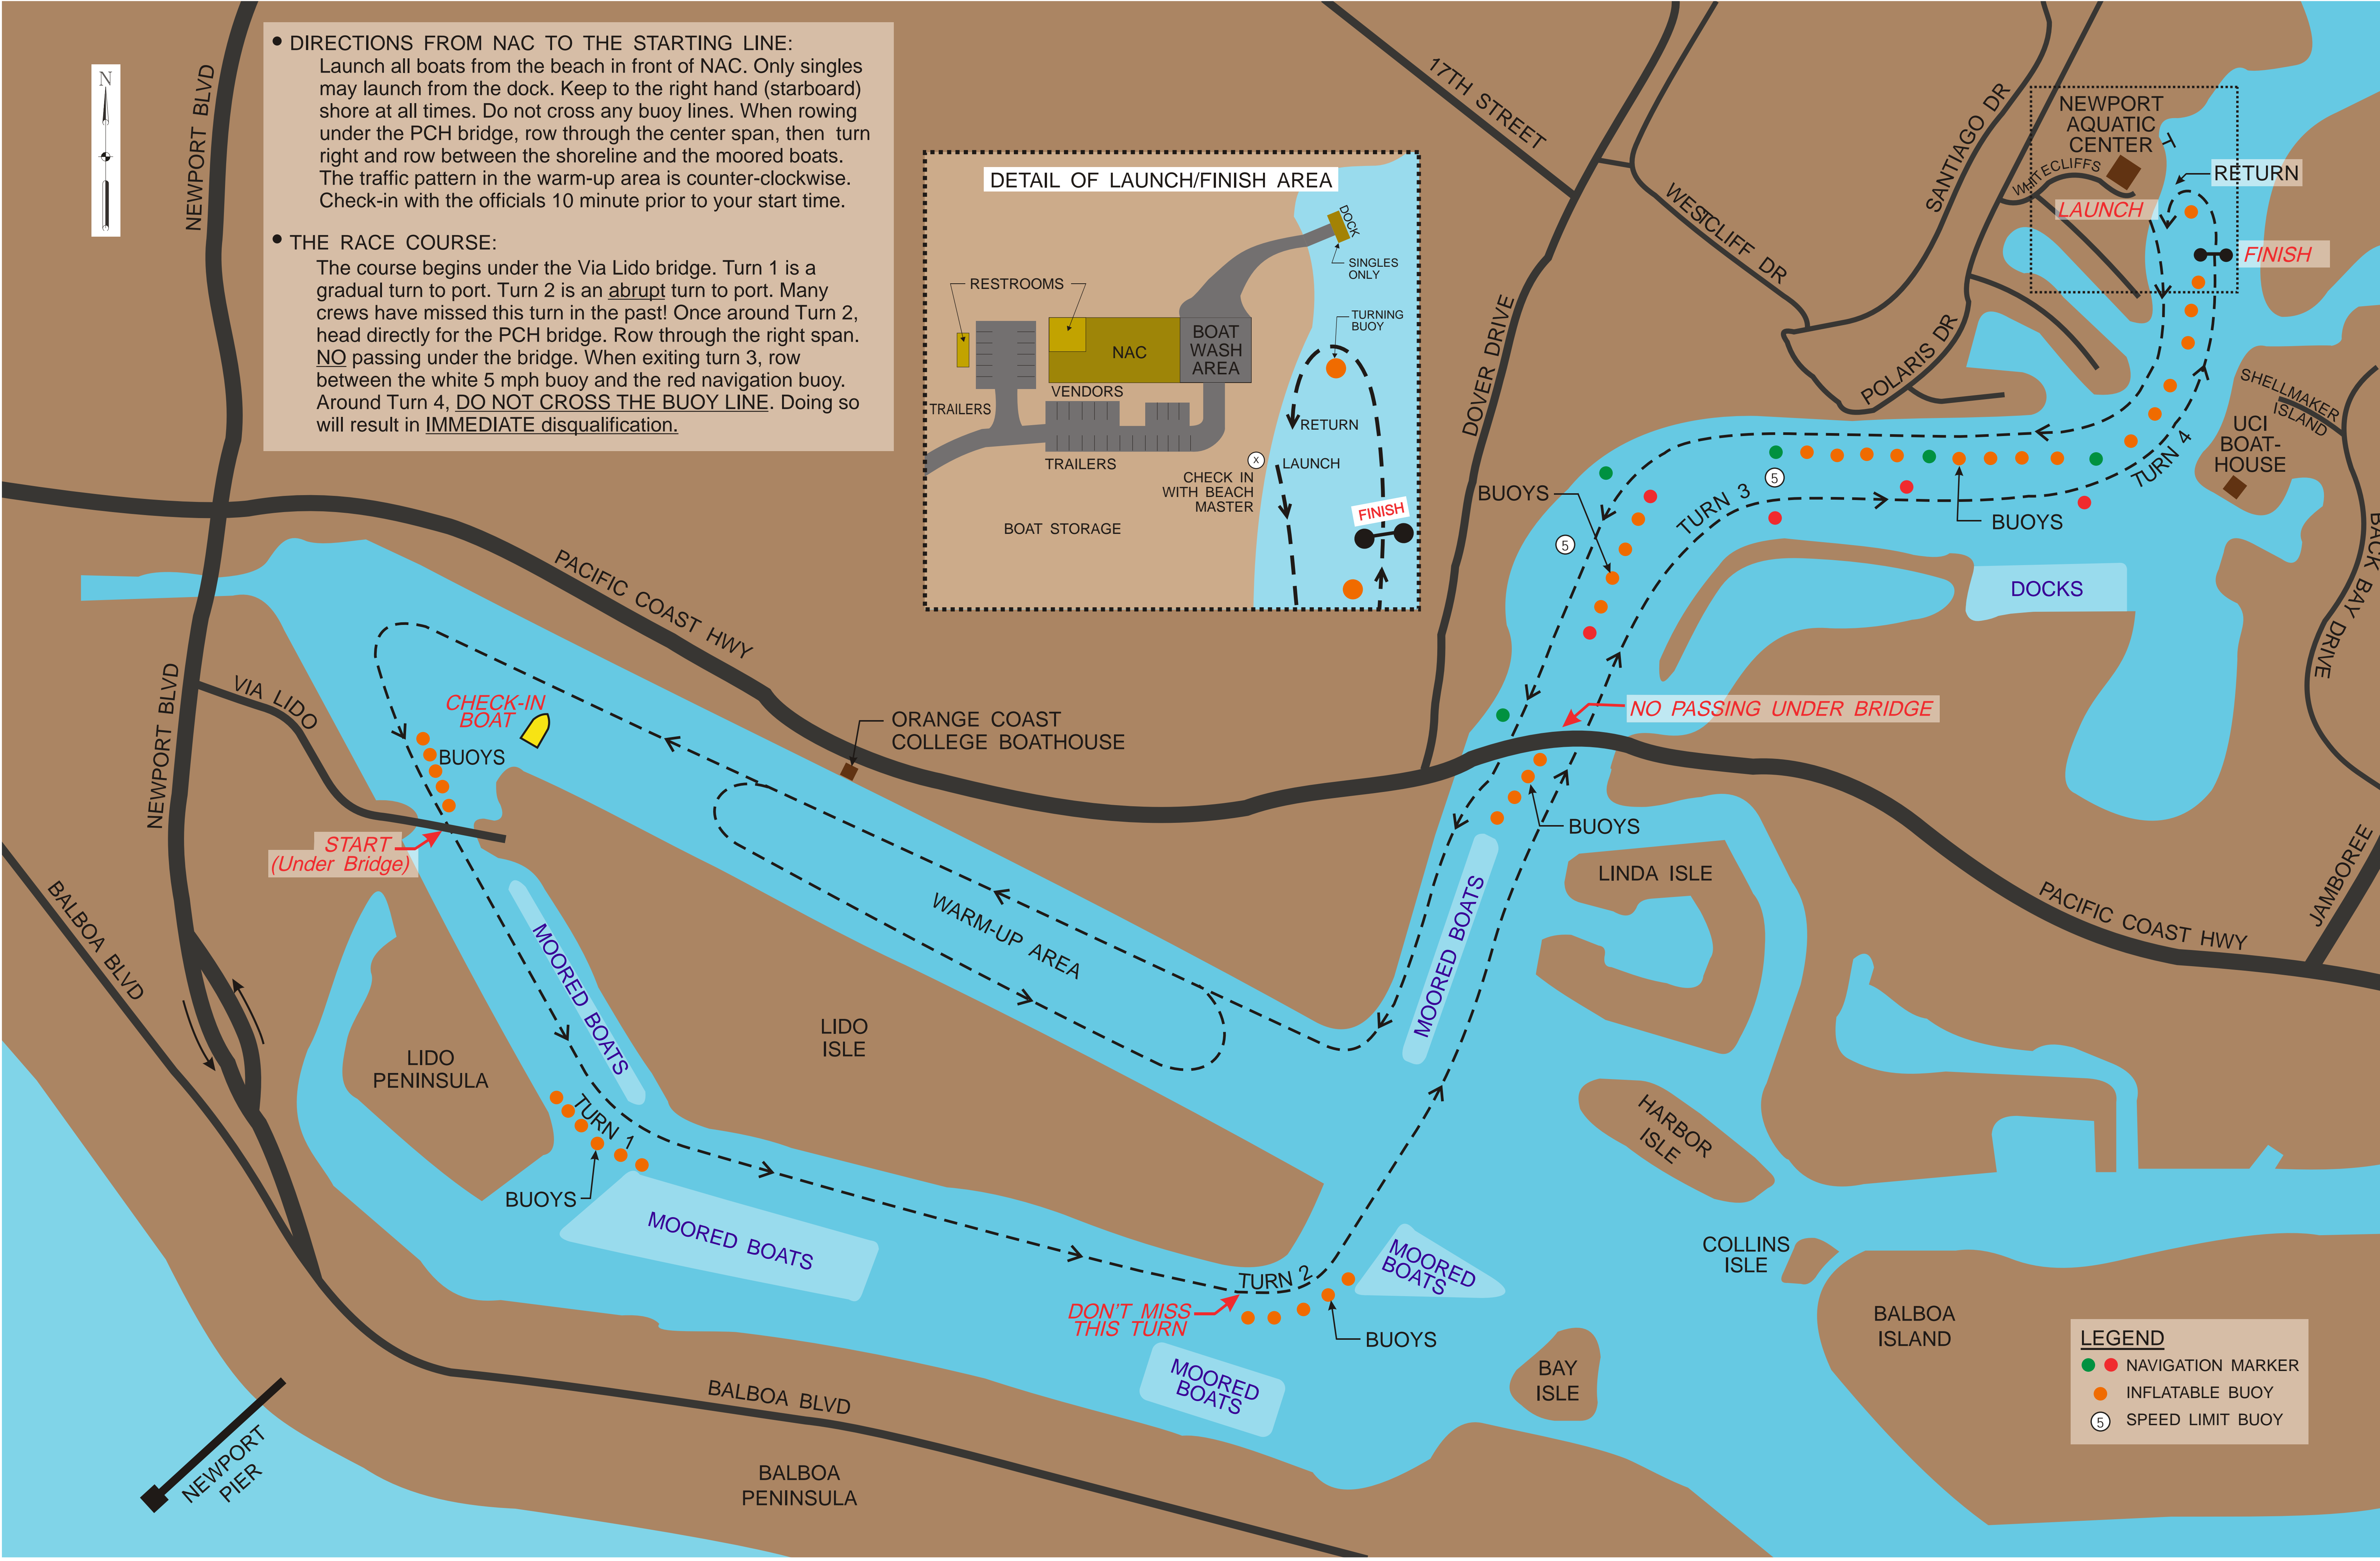 N
• DIRECTIONS FROM NAC TO THE STARTING LINE:
Launch all boats from the beach in front of NAC. Only singles
may launch from the dock. Keep to the right hand (starboard)
shore at all times. Do not cross any buoy lines. When rowing
under the PCH bridge, row through the center span, then turn
right and row between the shoreline and the moored boats.
The traffic pattern in the warm-up area is counter-clockwise.
Check-in with the officials 10 minute prior to your start time.
• THE RACE COURSE:
The course begins under the Via Lido bridge. Turn 1 is a
gradual turn to port. Turn 2 is an abrupt turn to port. Many
crews have missed this turn in the past! Once around Turn 2,
head directly for the PCH bridge. Row through the right span.
NO passing under the bridge. When exiting turn 3, row
between the white 5 mph buoy and the red navigation buoy.
Around Turn 4, DO NOT CROSS THE BUOY LINE. Doing so
will result in IMMEDIATE disqualification.
NEWPORT BLVD
DETAIL OF LAUNCH/FINISH AREA
DOCK
SINGLES
ONLY
RESTROOMS
TURNING
BUOY
BOAT
WASH
AREA
NAC
VENDORS
TRAILERS
RETURN
TRAILERS
X
LAUNCH
CHECK IN
WITH BEACH
MASTER
FINISH
BOAT STORAGE
17TH STREET
WESTCLIFF DR
SANTIAGO DR
DOVER DRIVE
POLARIS DR
NEWPORT
AQUATIC
CENTER
WHITECLIFFS
RETURN
LAUNCH
FINISH
SHELLMAKER
ISLAND
UCI
BOAT-
HOUSE
TURN 4
BACK BAY DRIVE
5
TURN 3
BUOYS
BUOYS
5
DOCKS
NO PASSING UNDER BRIDGE
PACIFIC COAST HWY
NEWPORT BLVD
VIA LIDO
CHECK-IN
BOAT
BUOYS
ORANGE COAST
COLLEGE BOATHOUSE
START
(Under Bridge)
BUOYS
LINDA ISLE
JAMBOREE
PACIFIC COAST HWY
BALBOA BLVD
MOORED BOATS
WARM-UP AREA
MOORED BOATS
LIDO
ISLE
LIDO
PENINSULA
TURN 1
BUOYS
MOORED BOATS
HARBOR
ISLE
COLLINS
ISLE
MOORED
BOATS
TURN 2
DON'T MISS
THIS TURN
BUOYS
BALBOA
ISLAND
BAY
ISLE
MOORED
BOATS
BALBOA BLVD
NEWPORT
PIER
BALBOA
PENINSULA
LEGEND
NAVIGATION MARKER
INFLATABLE BUOY
5 SPEED LIMIT BUOY